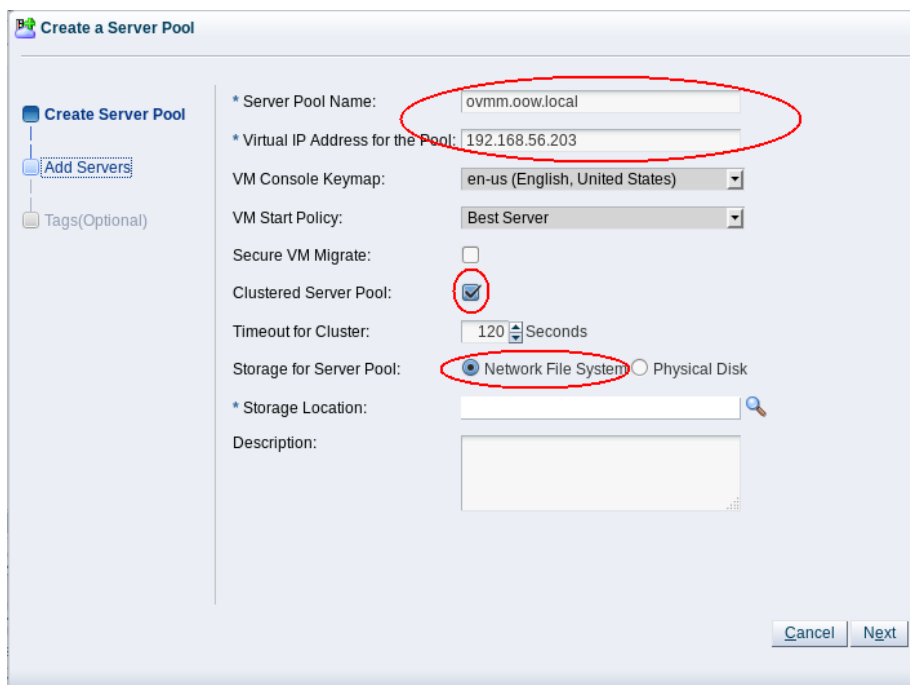 Create a Server Pool
Create Server Pool
Add Servers
Tags(Optional)
* Server Pool Name: ovmm.oow.local
* Virtual IP Address for the Pool: 192.168.56.203
VM Console Keymap: en-us (English, United States)
VM Start Policy: Best Server
Secure VM Migrate:
Clustered Server Pool:
Timeout for Cluster: 120 Seconds
Storage for Server Pool: Network File System Physical Disk
* Storage Location:
Description:
Cancel Next